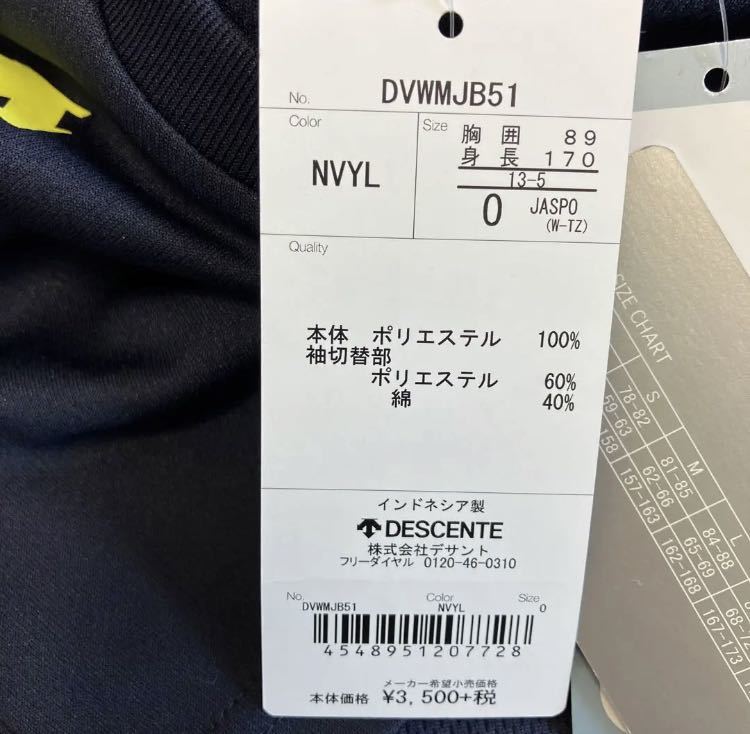 No. DVWMJB51
Color
NVYL
Size
胸囲 89
身長 170
13-5
0 JASPO
(W-TZ)
Quality
本体 ポリエステル 100%
袖切替部
ポリエステル 60%
綿 40%
インドネシア製
DESCENTE
株式会社デサント
フリーダイヤル 0120-46-0310
No. Color Size
DVWMJB51 NVYL 0
4548951207728
メーカー希望小売価格
本体価格 ¥3,500+税
SIZE CHART
S M L
78-82 81-85 84-88
59-63 62-66 65-69 68-72
158 157-163 162-168 167-173